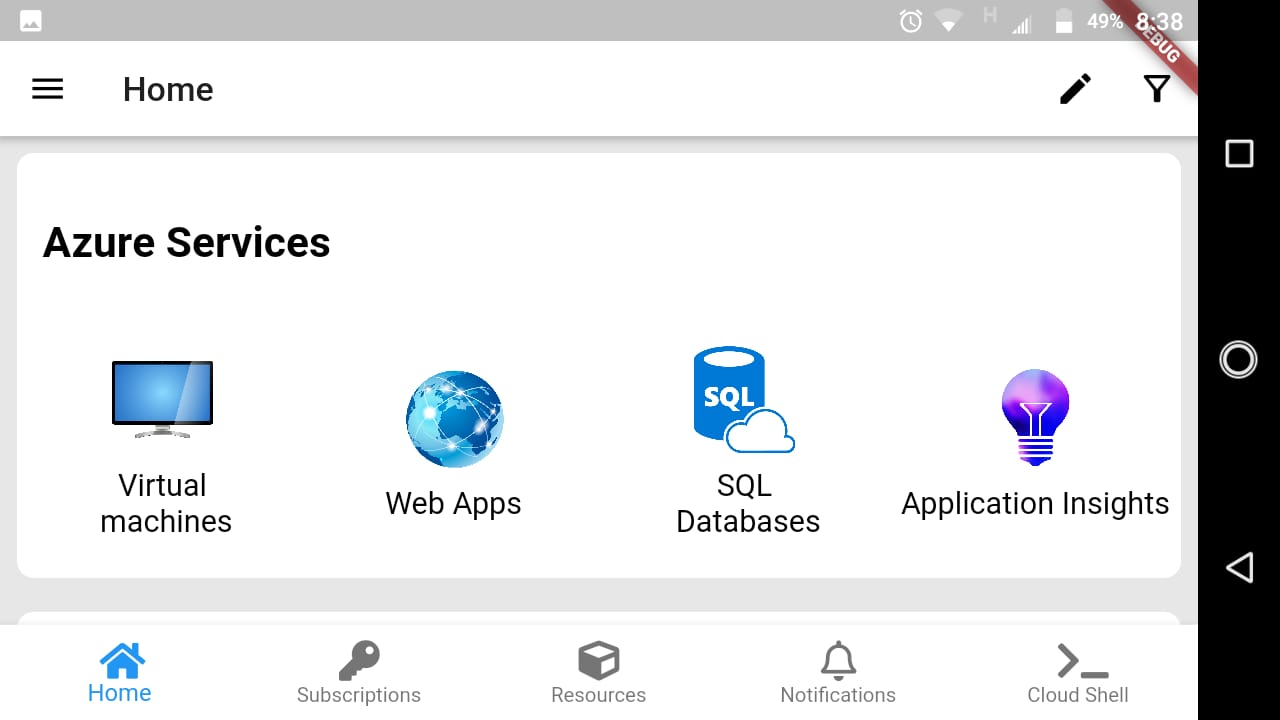 H 49% 8:38
DEBUG
Home
Azure Services
SQL
Virtual
machines
Web Apps
SQL
Databases
Application Insights
Home
Subscriptions
Resources
Notifications
Cloud Shell